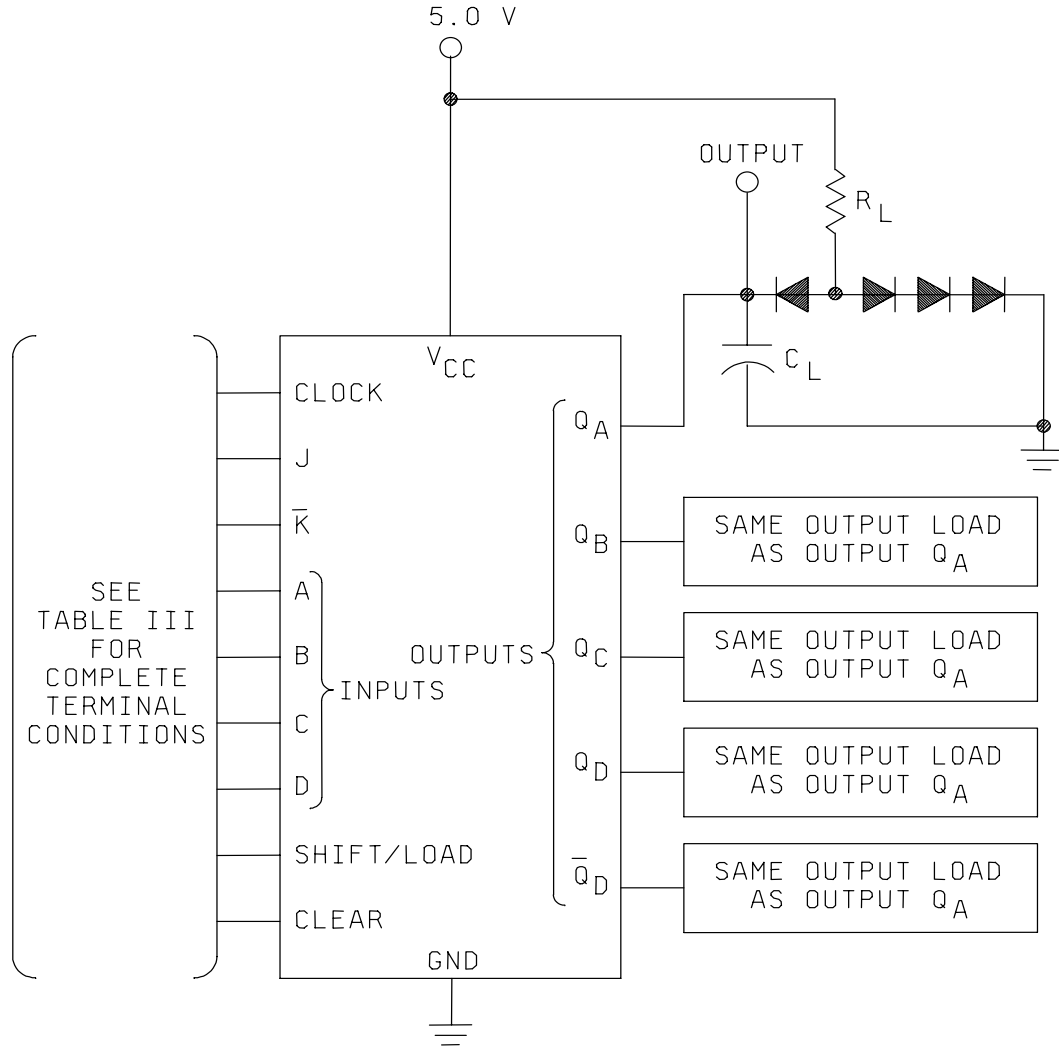 5.0 V
OUTPUT
R L
C L
V CC
CLOCK
J
K̅
A
B
C
D
INPUTS
SHIFT/LOAD
CLEAR
GND
SEE
TABLE III
FOR
COMPLETE
TERMINAL
CONDITIONS
OUTPUTS
Q A
Q B
Q C
Q D
Q̅ D
SAME OUTPUT LOAD
AS OUTPUT Q A
SAME OUTPUT LOAD
AS OUTPUT Q A
SAME OUTPUT LOAD
AS OUTPUT Q A
SAME OUTPUT LOAD
AS OUTPUT Q A